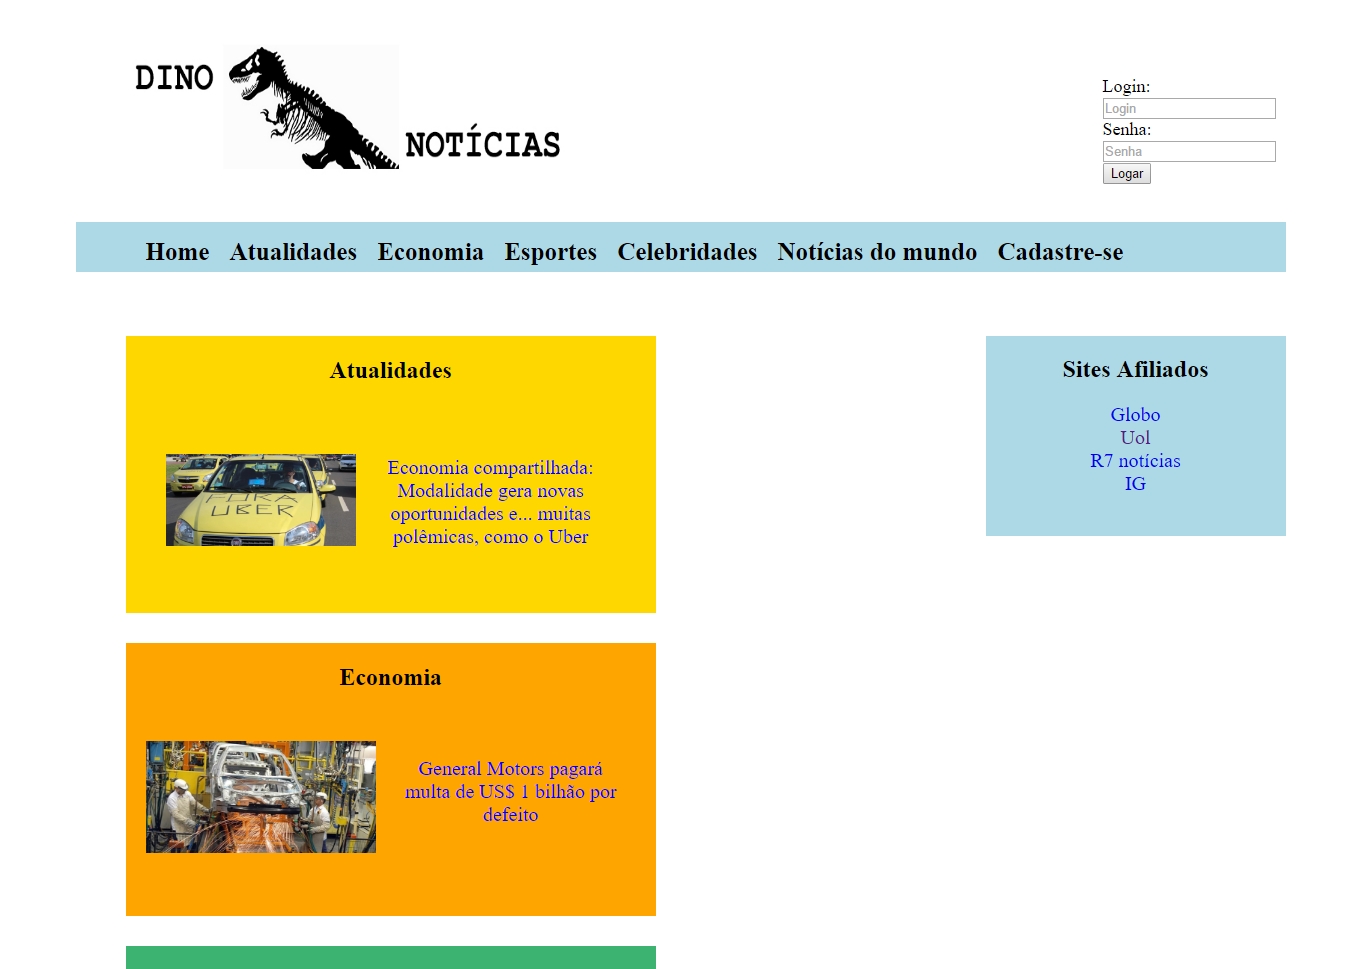 DINO
NOTÍCIAS
Login:
Login
Senha:
Senha
Logar
Home Atualidades Economia Esportes Celebridades Notícias do mundo Cadastre-se
Atualidades
FORA
UBER
Economia compartilhada:
Modalidade gera novas
oportunidades e... muitas
polêmicas, como o Uber
Economia
General Motors pagará
multa de US$ 1 bilhão por
defeito
Sites Afiliados
Globo
Uol
R7 notícias
IG